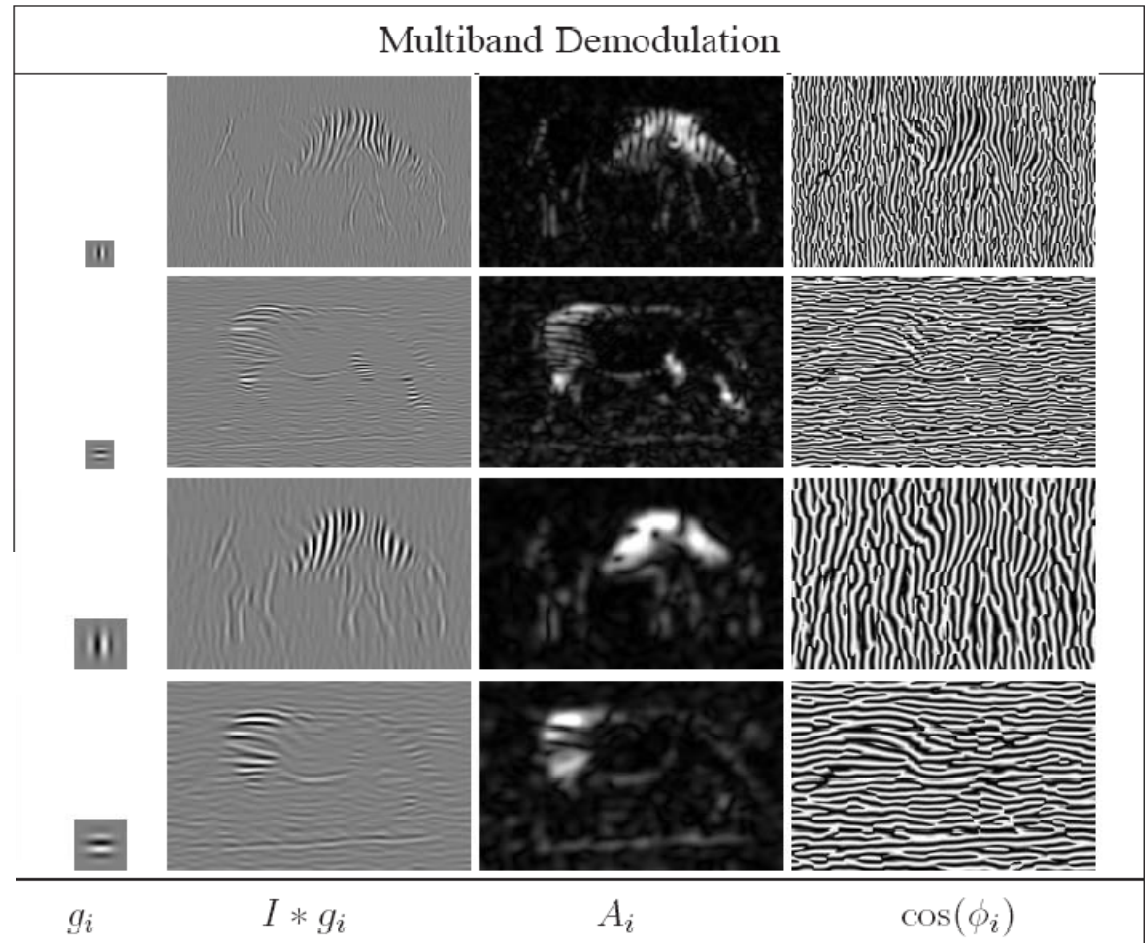 Multiband Demodulation
g_i I * g_i A_i cos(ϕ_i)